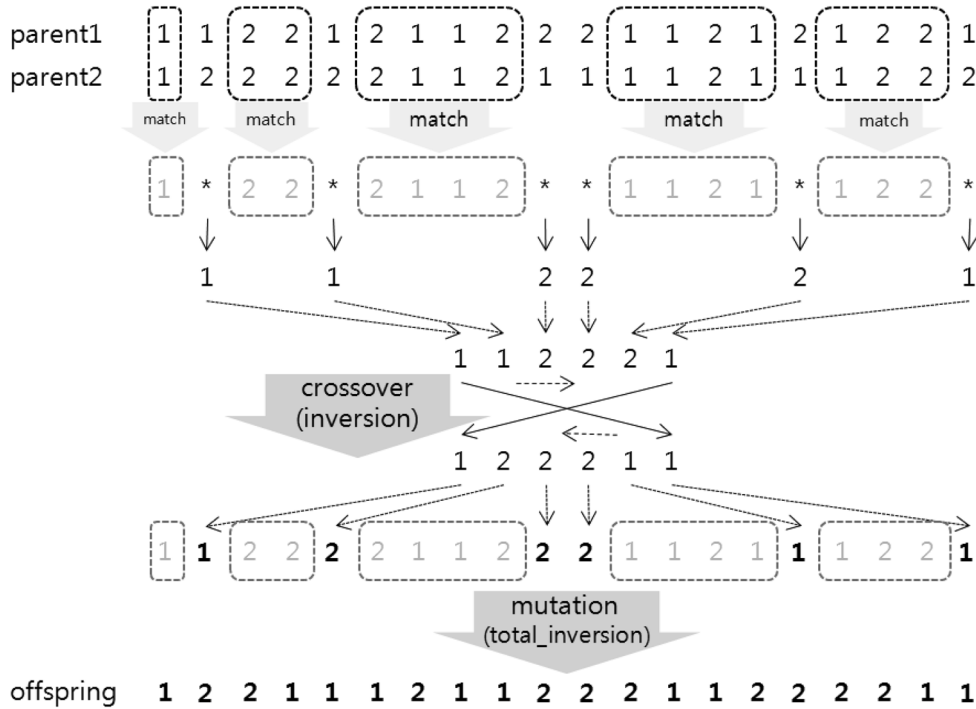 parent1 1 1 2 2 1 2 1 1 2 2 2 1 1 2 1 2 1 2 2 1
parent2 1 2 2 2 2 2 1 1 2 1 1 1 1 2 1 1 1 2 2 2
match match match match match
1 * 2 2 * 2 1 1 2 * * 1 1 2 1 * 1 2 2 *
1 1 2 2 2 1
1 1 2 2 2 1
crossover
(inversion)
1 2 2 2 1 1
1 1 2 2 2 2 1 1 2 2 2 1 1 2 1 1 1 2 2 1
mutation
(total_inversion)
offspring 1 2 2 1 1 1 2 1 1 2 2 2 1 1 2 2 2 2 1 1